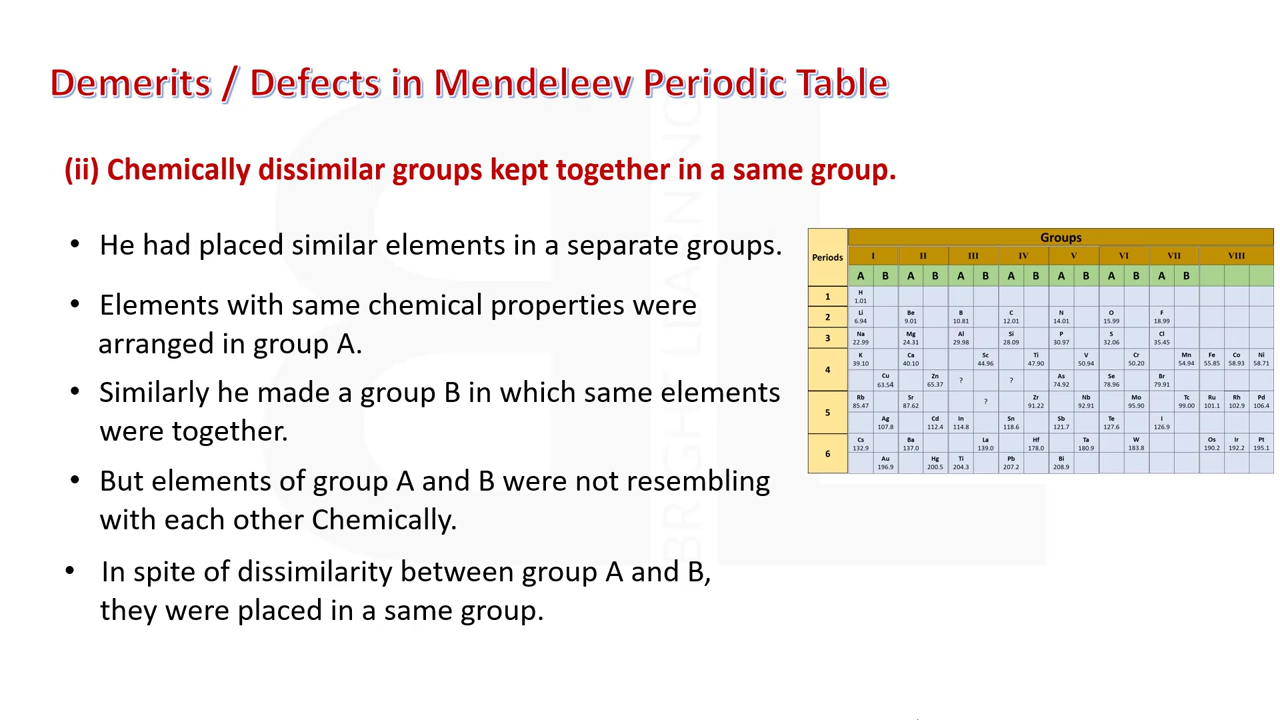 Demerits / Defects in Mendeleev Periodic Table
(ii) Chemically dissimilar groups kept together in a same group.
• He had placed similar elements in a separate groups.
• Elements with same chemical properties were
arranged in group A.
• Similarly he made a group B in which same elements
were together.
• But elements of group A and B were not resembling
with each other Chemically.
• In spite of dissimilarity between group A and B,
they were placed in a same group.
Groups
Periods I II III IV V VI VII VIII
A B A B A B A B A B A B A B
1 H
1.01
2 Li Be B C N O F
6.94 9.01 10.81 12.01 14.01 15.99 18.99
3 Na Mg Al Si P S Cl
22.99 24.31 29.98 28.09 30.97 32.06 35.45
4 K Ca Sc Ti V Cr Mn Fe Co Ni
39.10 40.10 44.96 47.90 50.94 50.20 54.94 55.85 58.93 58.71
Cu Zn ? ? As Se Br
63.54 65.37 74.92 78.96 79.91
5 Rb Sr ? Zr Nb Mo Tc Ru Rh Pd
85.47 87.62 91.22 92.91 95.90 99.00 101.1 102.9 106.4
Ag Cd In Sn Sb Te I
107.8 112.4 114.8 118.6 121.7 127.6 126.9
6 Cs Ba La Hf Ta W Os Ir Pt
132.9 137.0 139.0 178.0 180.9 183.8 190.2 192.2 195.1
Au Hg Ti Pb Bi
196.9 200.5 204.3 207.2 208.9